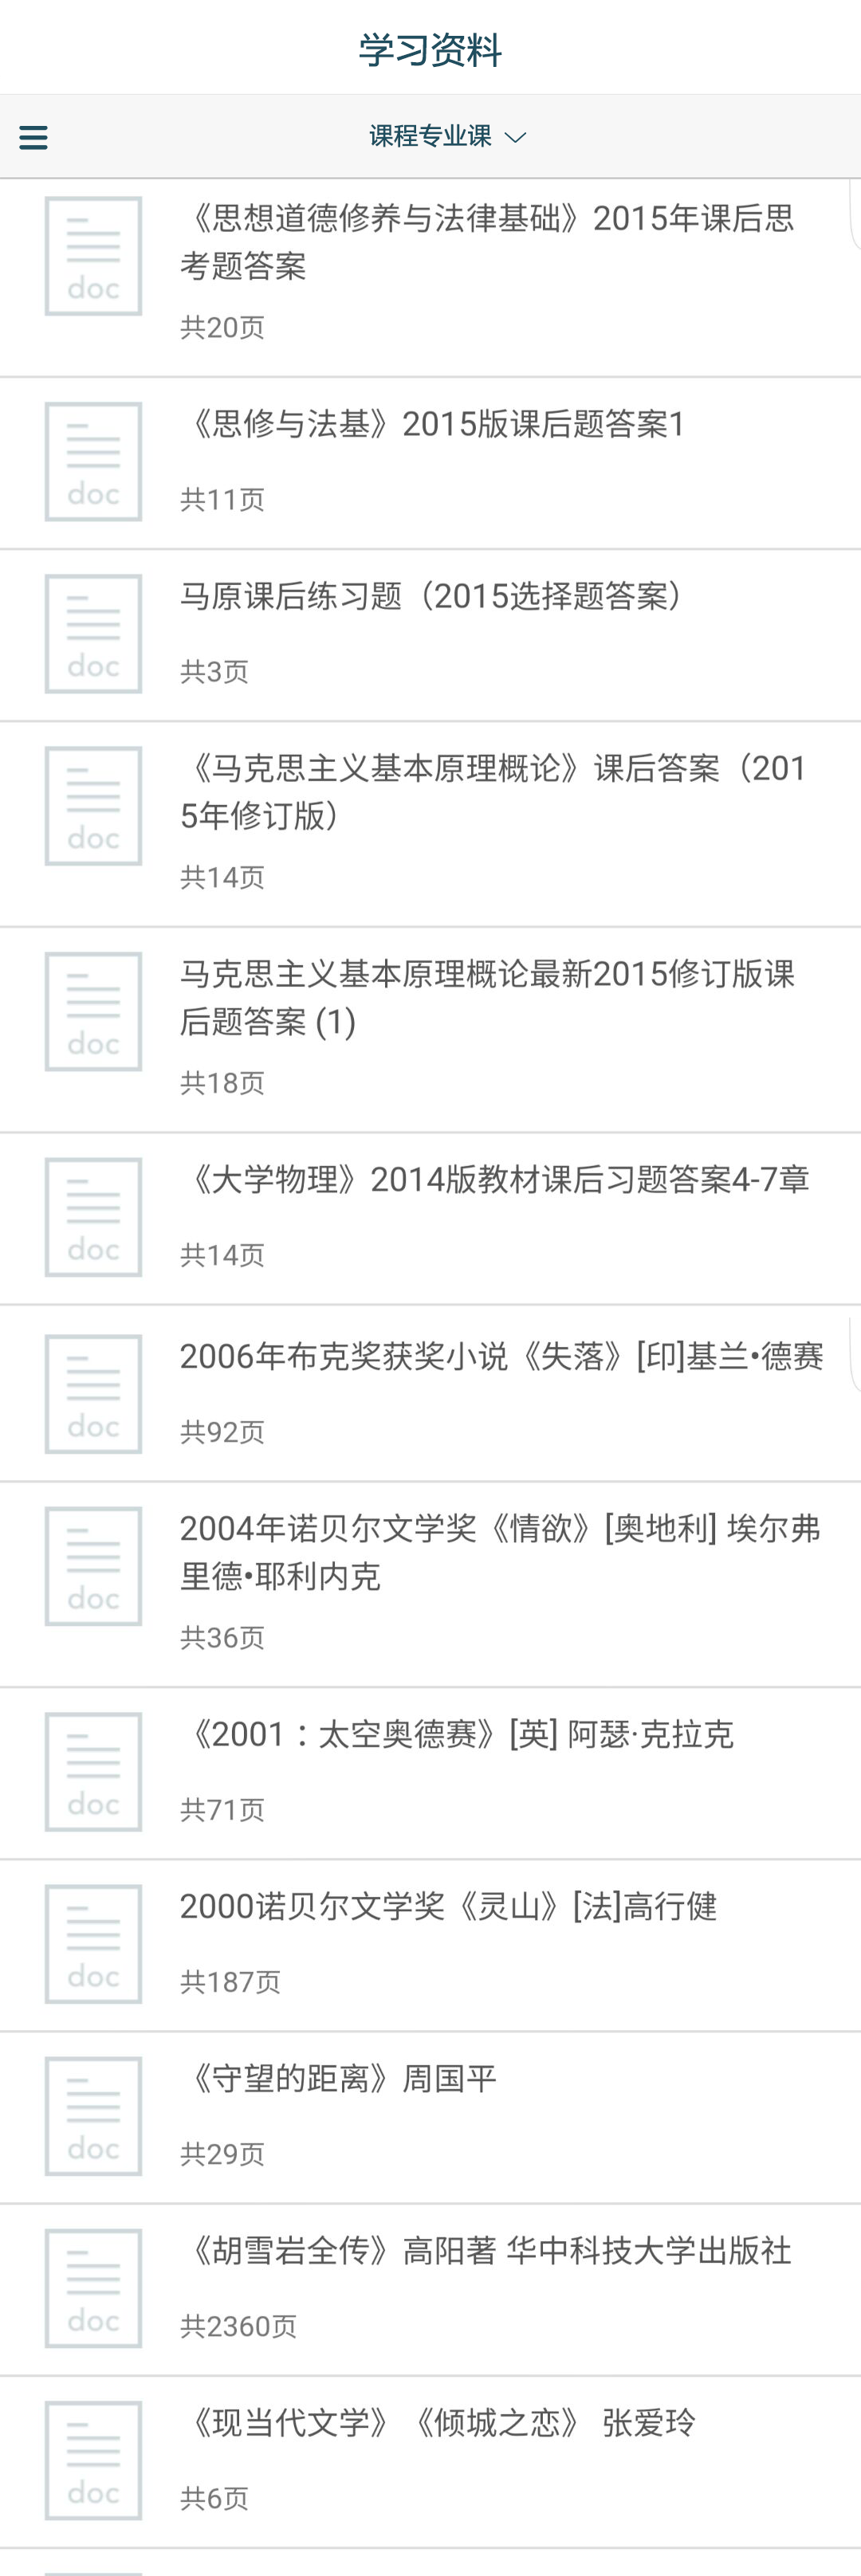 学习资料
课程专业课
《思想道德修养与法律基础》2015年课后思
考题答案
doc
共20页
《思修与法基》2015版课后题答案1
doc
共11页
马原课后练习题（2015选择题答案）
doc
共3页
《马克思主义基本原理概论》课后答案（201
5年修订版）
doc
共14页
马克思主义基本原理概论最新2015修订版课
后题答案 (1)
doc
共18页
《大学物理》2014版教材课后习题答案4-7章
doc
共14页
2006年布克奖获奖小说《失落》[印]基兰•德赛
doc
共92页
2004年诺贝尔文学奖《情欲》[奥地利] 埃尔弗
里德•耶利内克
doc
共36页
《2001：太空奥德赛》[英] 阿瑟·克拉克
doc
共71页
2000诺贝尔文学奖《灵山》[法]高行健
doc
共187页
《守望的距离》周国平
doc
共29页
《胡雪岩全传》高阳著 华中科技大学出版社
doc
共2360页
《现当代文学》《倾城之恋》 张爱玲
doc
共6页